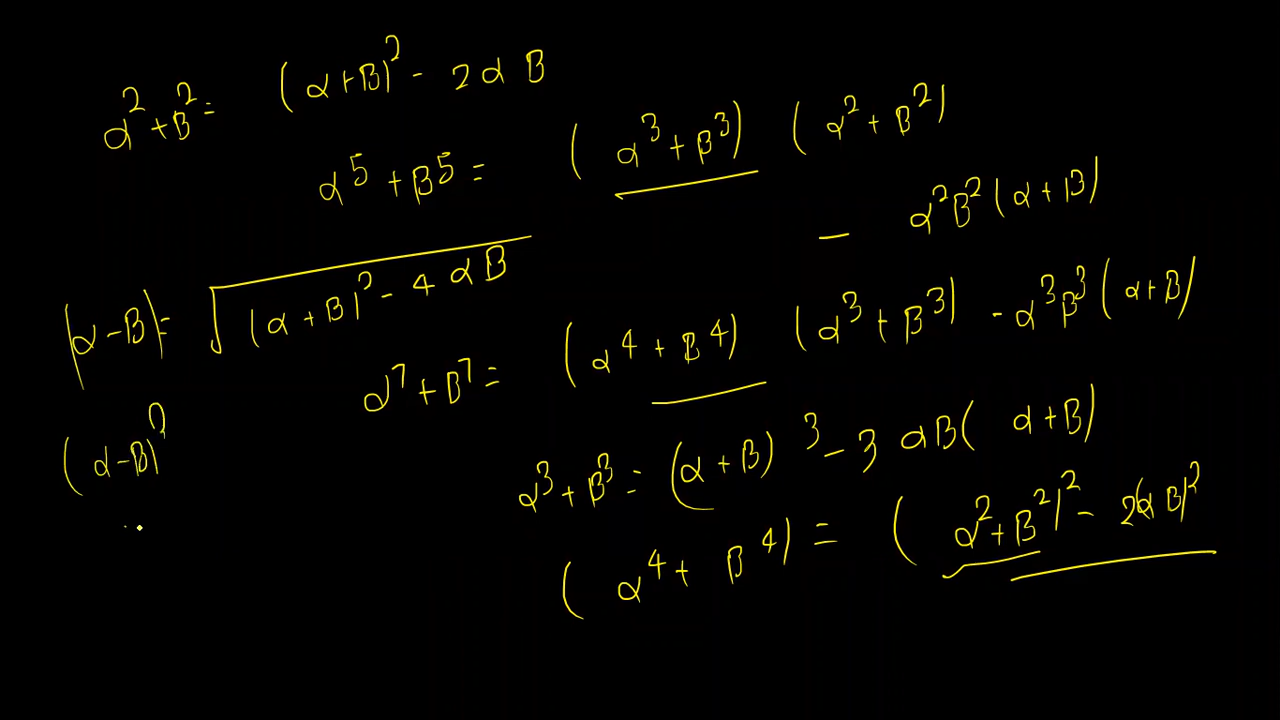 α² + β² = (α + β)² - 2αβ
α⁵ + β⁵ = (α³ + β³) (α² + β²)
- α²β² (α + β)
|α - β| = √(α + β)² - 4αβ
α⁷ + β⁷ = (α⁴ + β⁴) (α³ + β³) - α³β³ (α + β)
(α - β)²
α³ + β³ = (α + β)³ - 3αβ(α + β)
(α⁴ + β⁴) = (α² + β²)² - 2(αβ)²